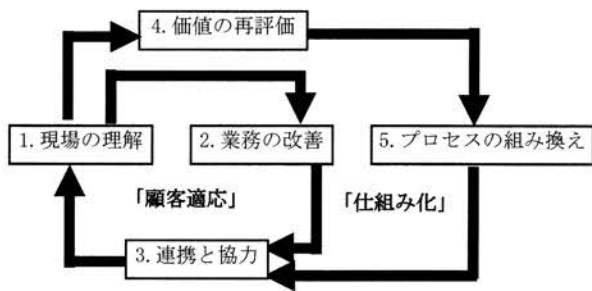 4. 価値の再評価
1. 現場の理解
2. 業務の改善
5. プロセスの組み換え
「顧客適応」
「仕組み化」
3. 連携と協力